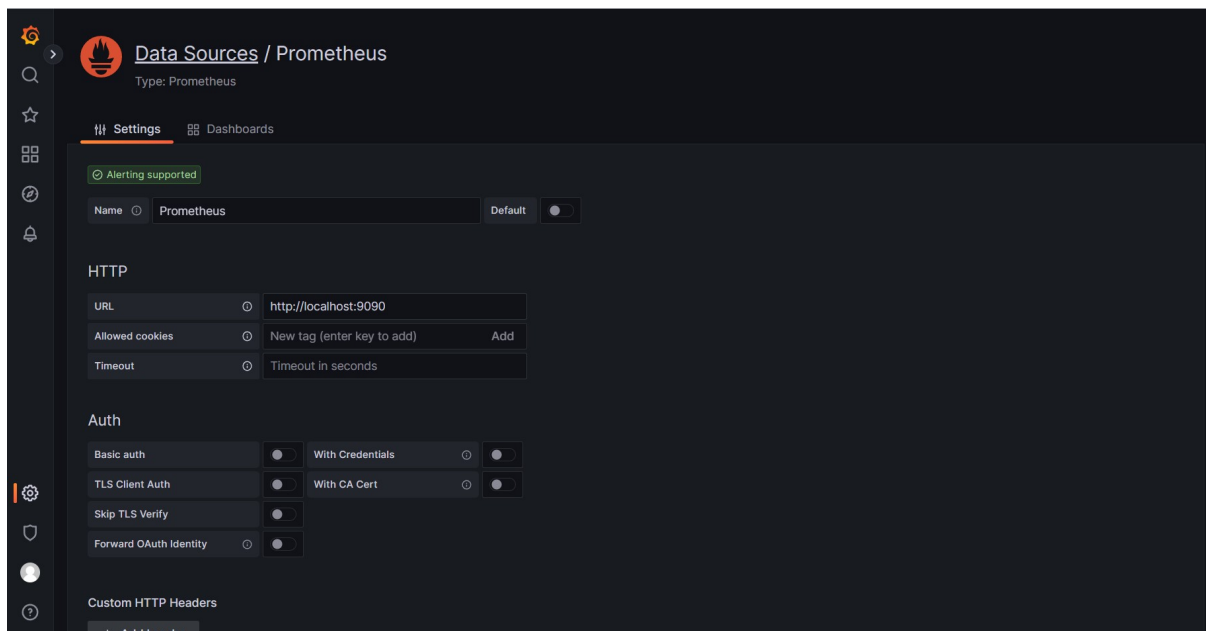 Data Sources / Prometheus
Type: Prometheus
Settings Dashboards
Alerting supported
Name Prometheus Default
HTTP
URL http://localhost:9090
Allowed cookies New tag (enter key to add) Add
Timeout Timeout in seconds
Auth
Basic auth With Credentials
TLS Client Auth With CA Cert
Skip TLS Verify
Forward OAuth Identity
Custom HTTP Headers